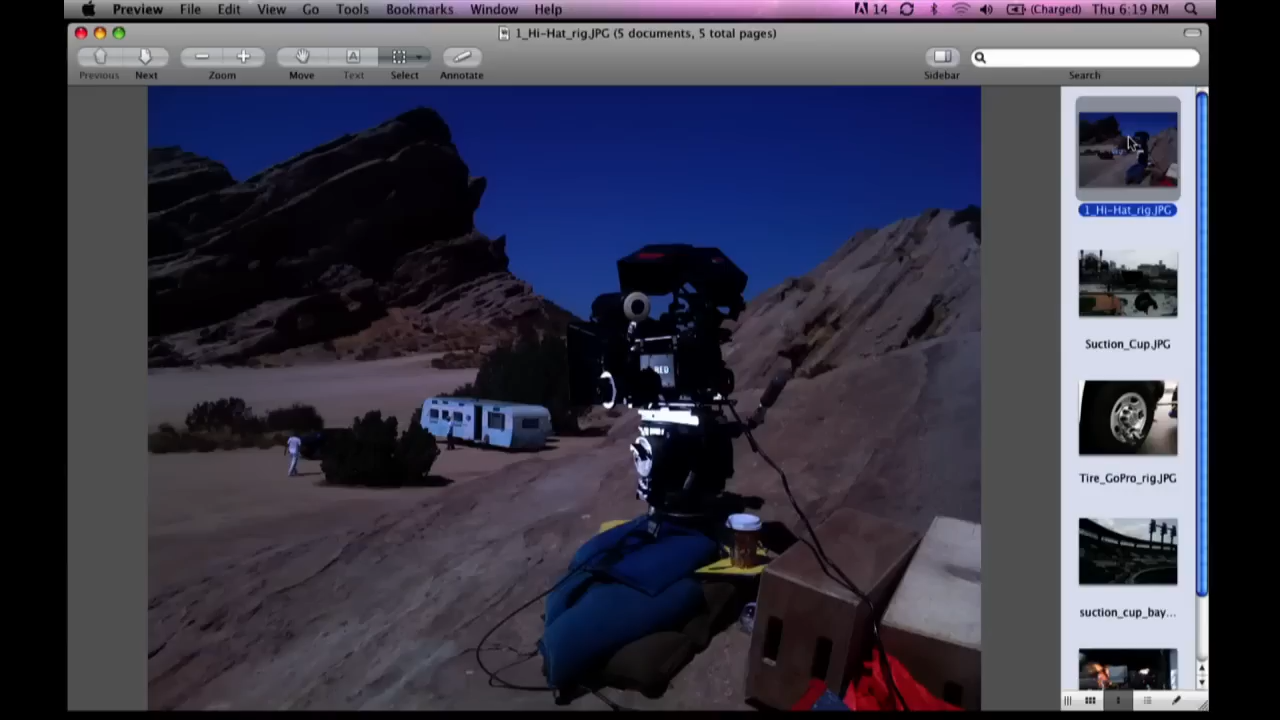 Preview File Edit View Go Tools Bookmarks Window Help 14 (Charged) Thu 6:19 PM
1_Hi-Hat_rig.JPG (5 documents, 5 total pages)
Previous Next Zoom Move Text Select Annotate Sidebar Search
1_Hi-Hat_rig.JPG
Suction_Cup.JPG
Tire_GoPro_rig.JPG
suction_cup_bay...
RED